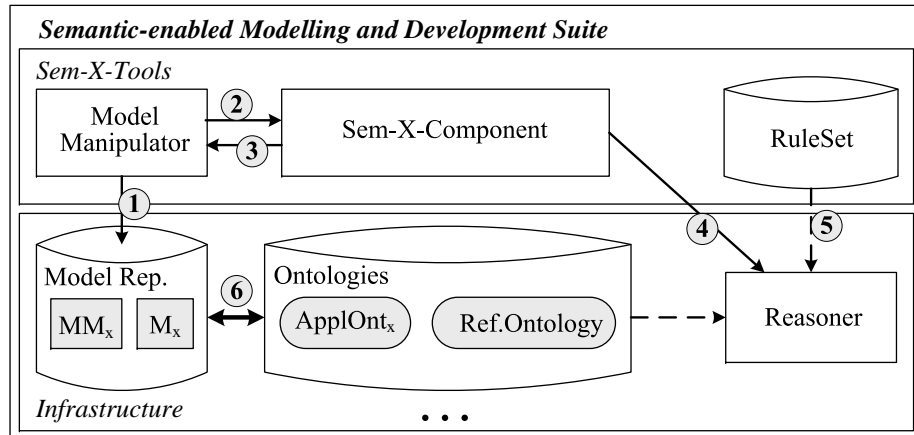 Semantic-enabled Modelling and Development Suite
Sem-X-Tools
Model
Manipulator
2
3
Sem-X-Component
RuleSet
1
4
5
Model Rep.
MMx
Mx
6
Ontologies
ApplOntx
Ref.Ontology
Reasoner
Infrastructure
...